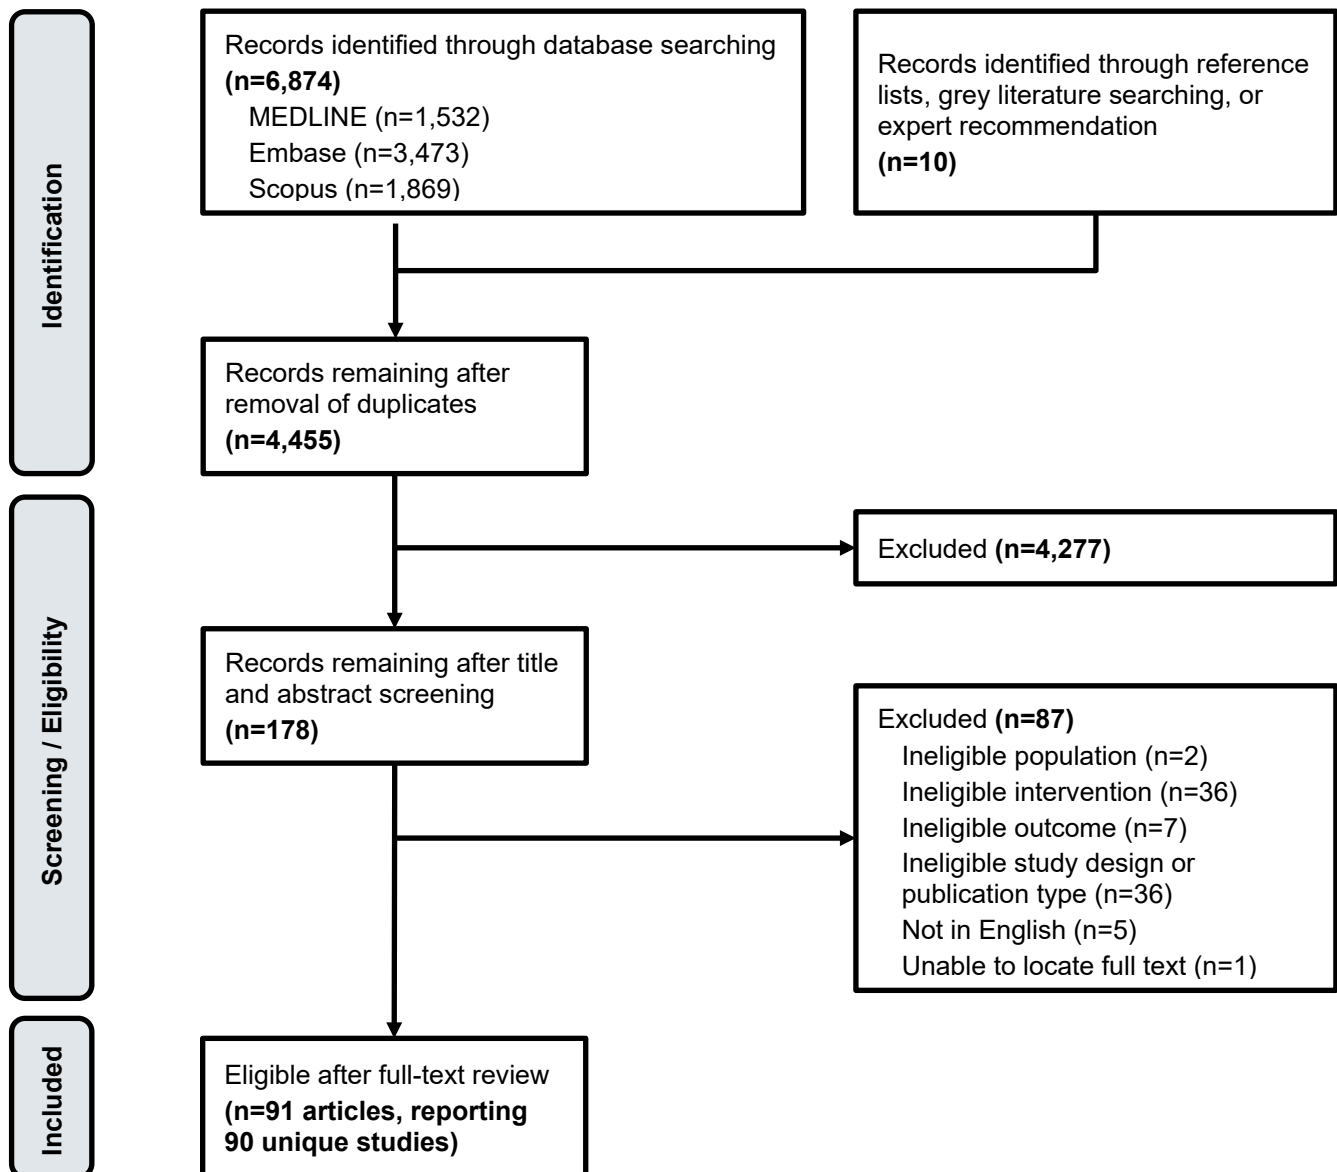 Identification
Records identified through database searching
(n=6,874)
MEDLINE (n=1,532)
Embase (n=3,473)
Scopus (n=1,869)
Records identified through reference
lists, grey literature searching, or
expert recommendation
(n=10)
Records remaining after
removal of duplicates
(n=4,455)
Screening / Eligibility
Excluded (n=4,277)
Records remaining after title
and abstract screening
(n=178)
Excluded (n=87)
Ineligible population (n=2)
Ineligible intervention (n=36)
Ineligible outcome (n=7)
Ineligible study design or
publication type (n=36)
Not in English (n=5)
Unable to locate full text (n=1)
Included
Eligible after full-text review
(n=91 articles, reporting
90 unique studies)